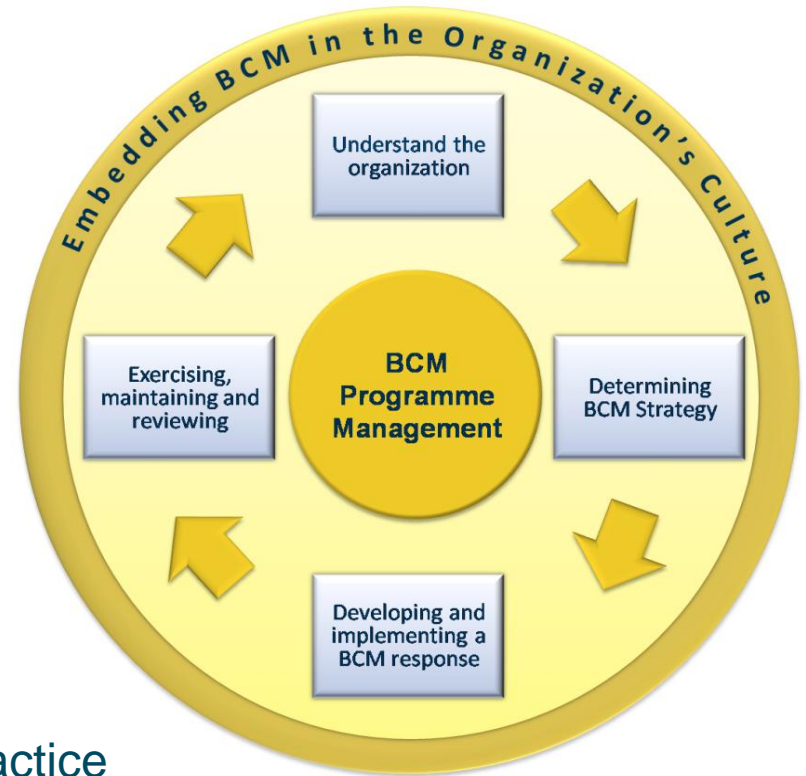 Embedding BCM in the Organization's Culture
Understand the
organization
Exercising,
maintaining and
reviewing
BCM
Programme
Management
Determining
BCM Strategy
Developing and
implementing a
BCM response
actice